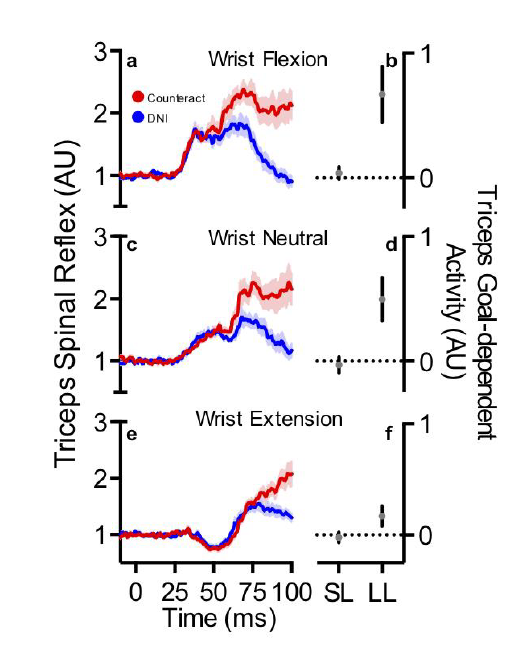 Triceps Spinal Reflex (AU)
Wrist Flexion
a
b
3
2
1
Counteract
DNI
1
0
Wrist Neutral
c
d
3
2
1
1
0
Triceps Goal-dependent
Activity (AU)
Wrist Extension
e
f
3
2
1
1
0
0 25 50 75 100
SL LL
Time (ms)